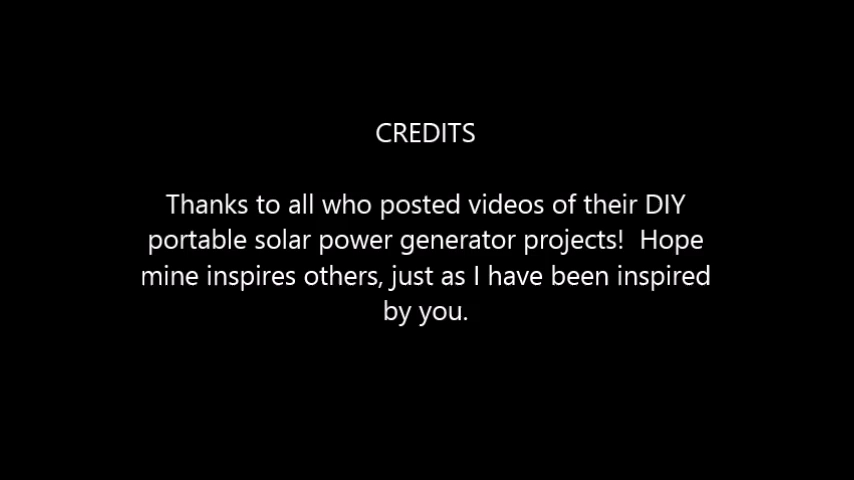 CREDITS
Thanks to all who posted videos of their DIY
portable solar power generator projects!  Hope
mine inspires others, just as I have been inspired
by you.